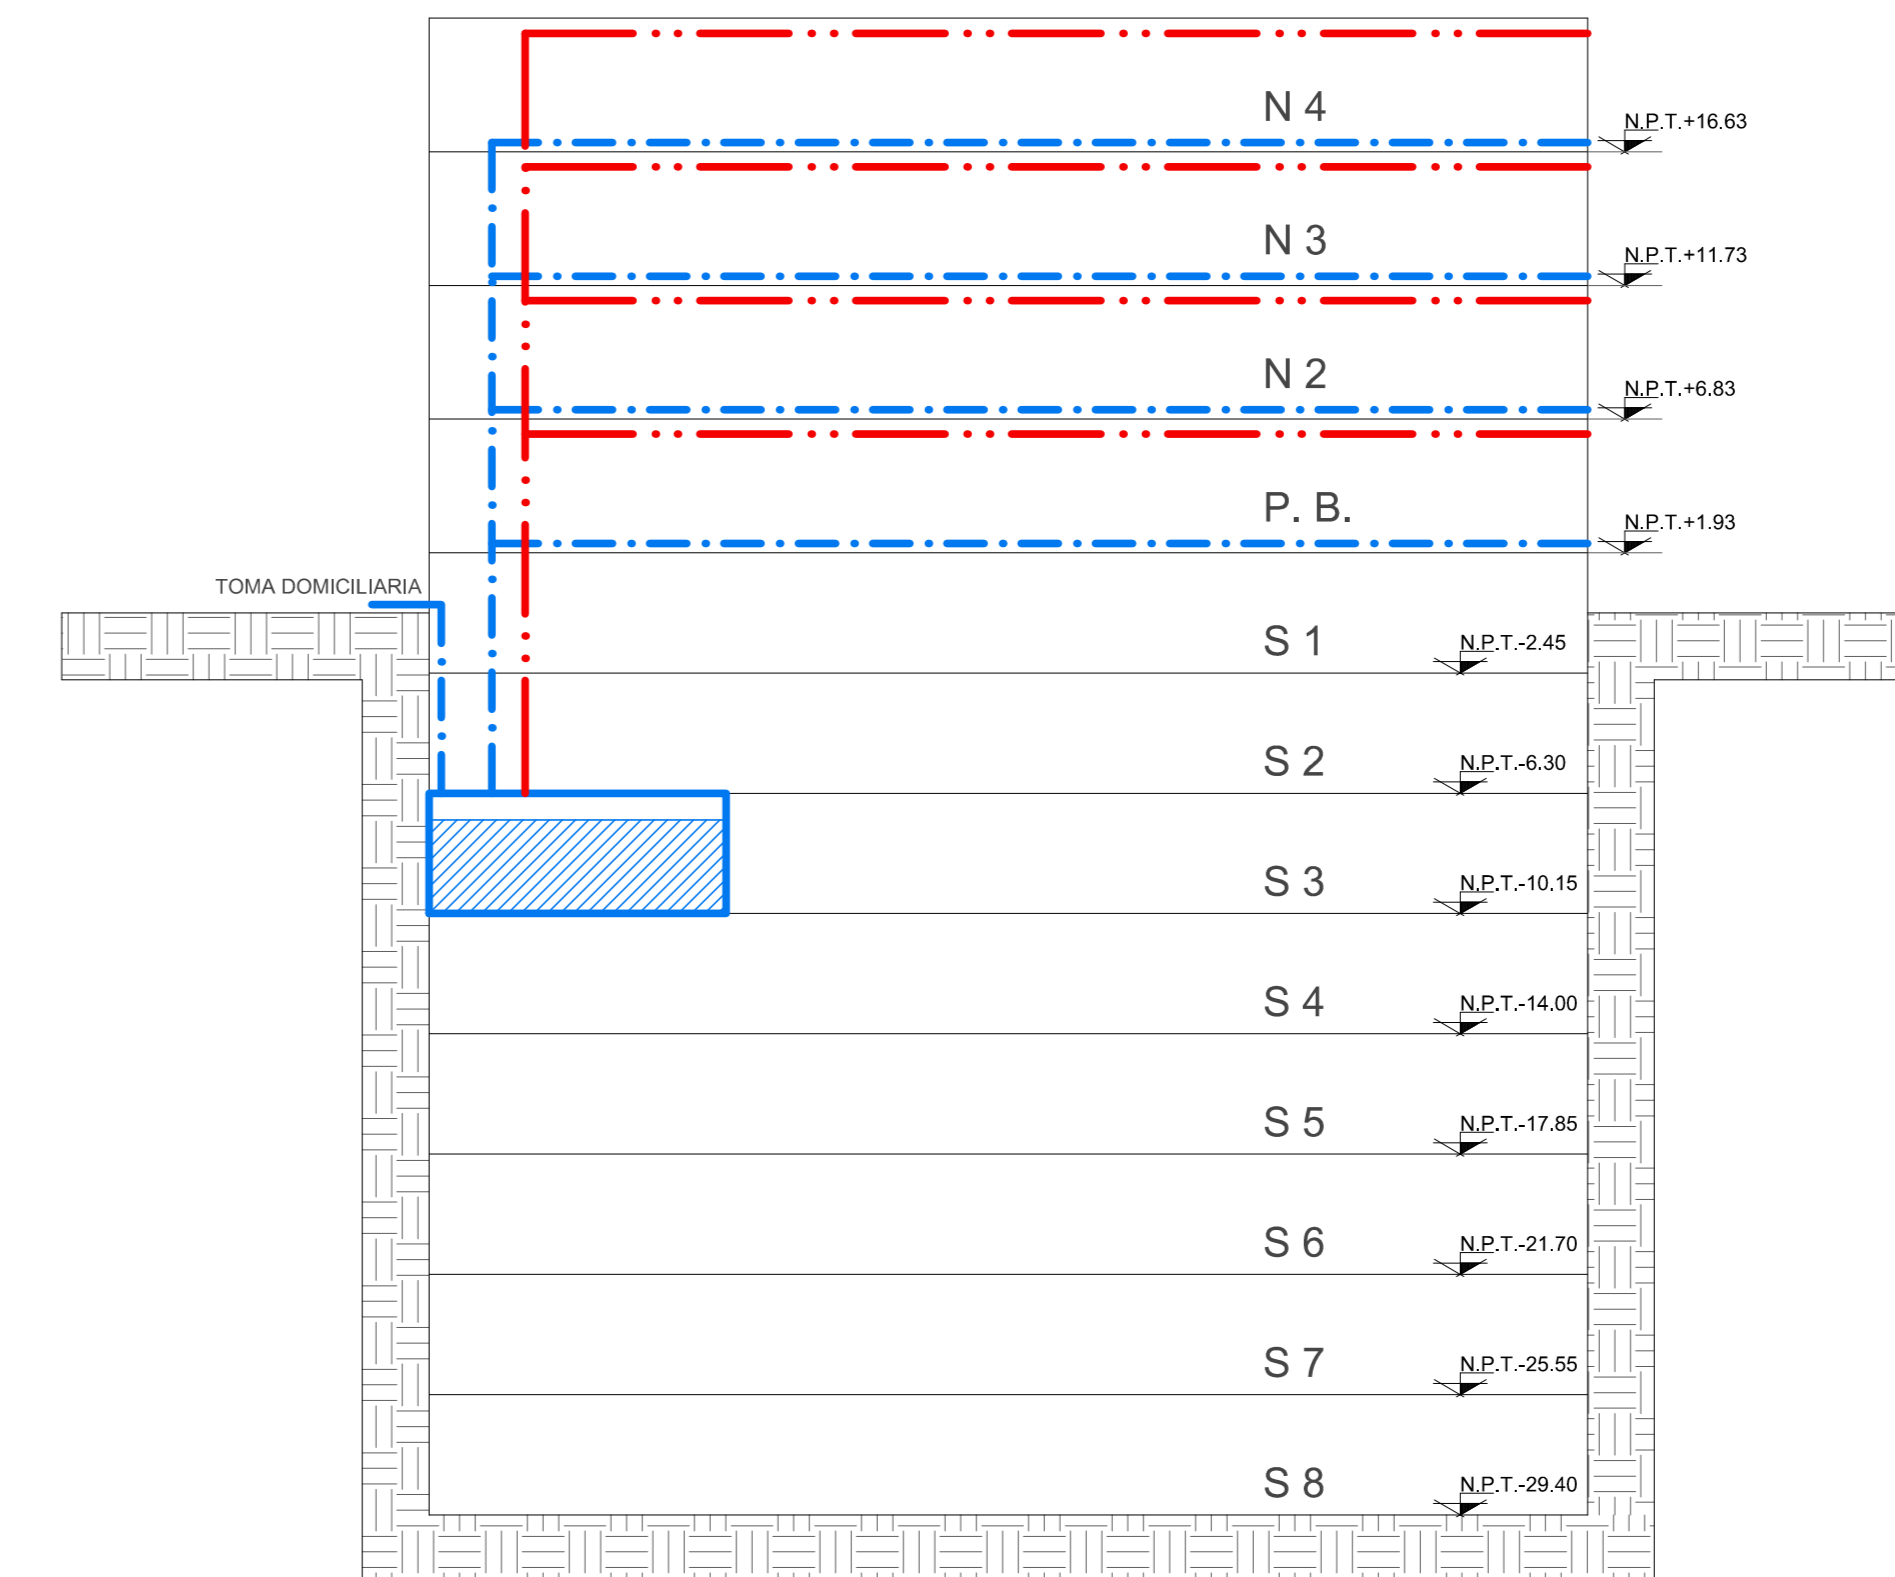 N 4
N.P.T.+16.63
N 3
N.P.T.+11.73
N 2
N.P.T.+6.83
P. B.
N.P.T.+1.93
TOMA DOMICILIARIA
S 1
N.P.T.-2.45
S 2
N.P.T.-6.30
S 3
N.P.T.-10.15
S 4
N.P.T.-14.00
S 5
N.P.T.-17.85
S 6
N.P.T.-21.70
S 7
N.P.T.-25.55
S 8
N.P.T.-29.40